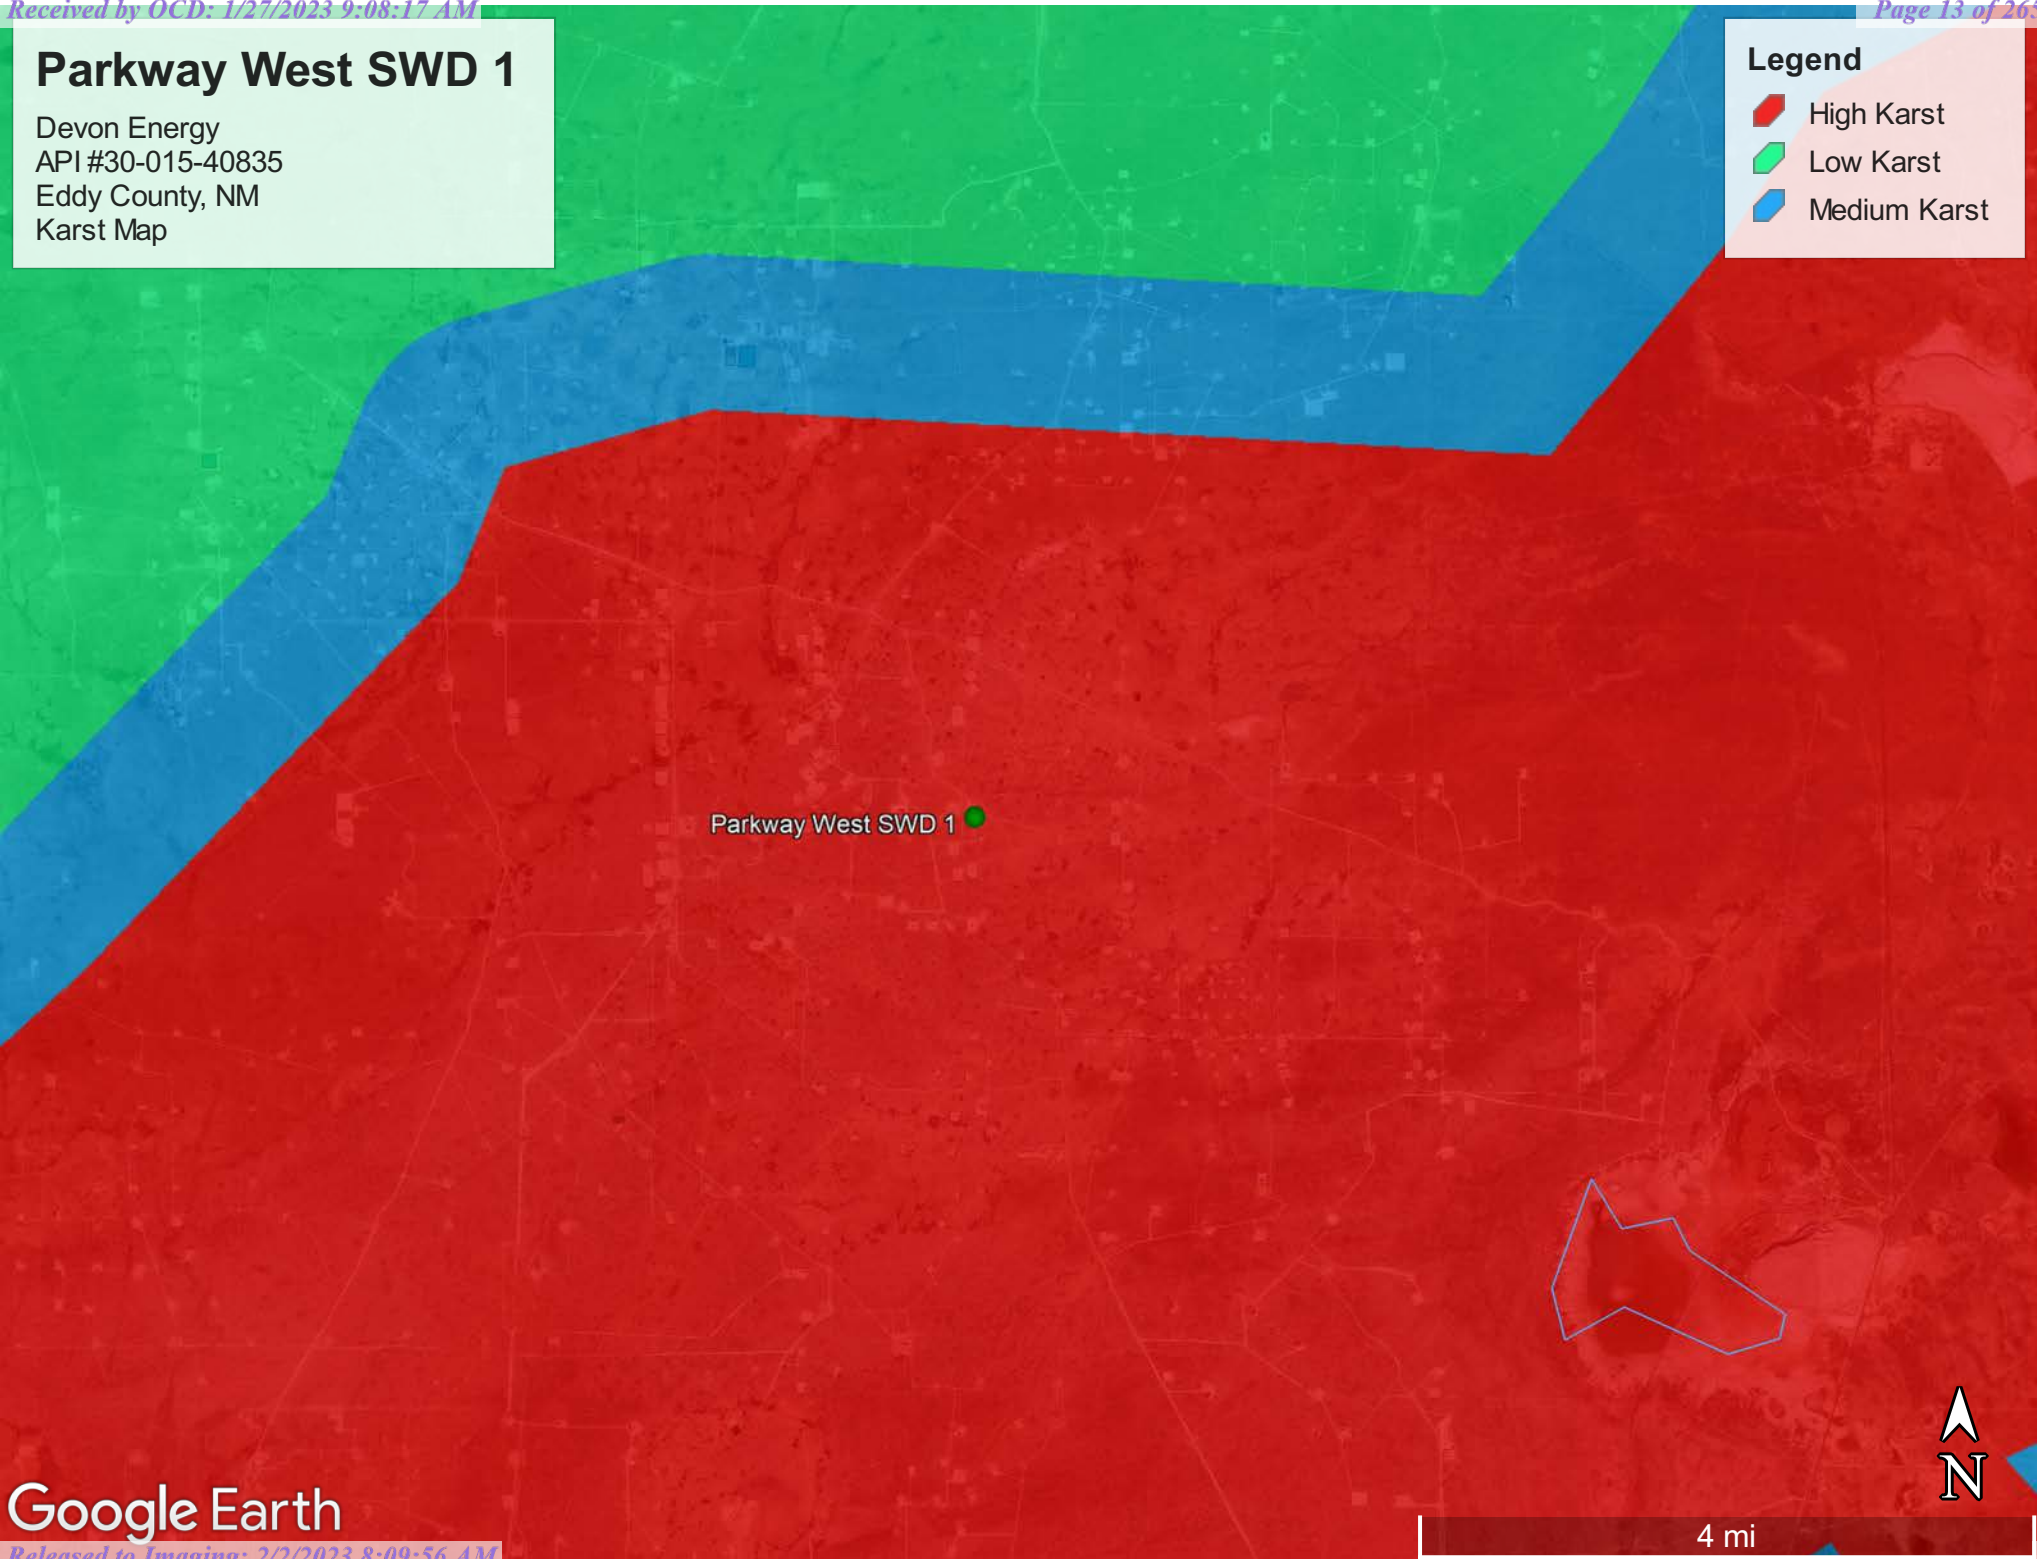 Received by OCD: 1/27/2023 9:08:17 AM
Page 13 of 265
Parkway West SWD 1
Devon Energy
API #30-015-40835
Eddy County, NM
Karst Map
Legend
High Karst
Low Karst
Medium Karst
Parkway West SWD 1
N
Google Earth
4 mi
Released to Imaging: 2/2/2023 8:09:56 AM